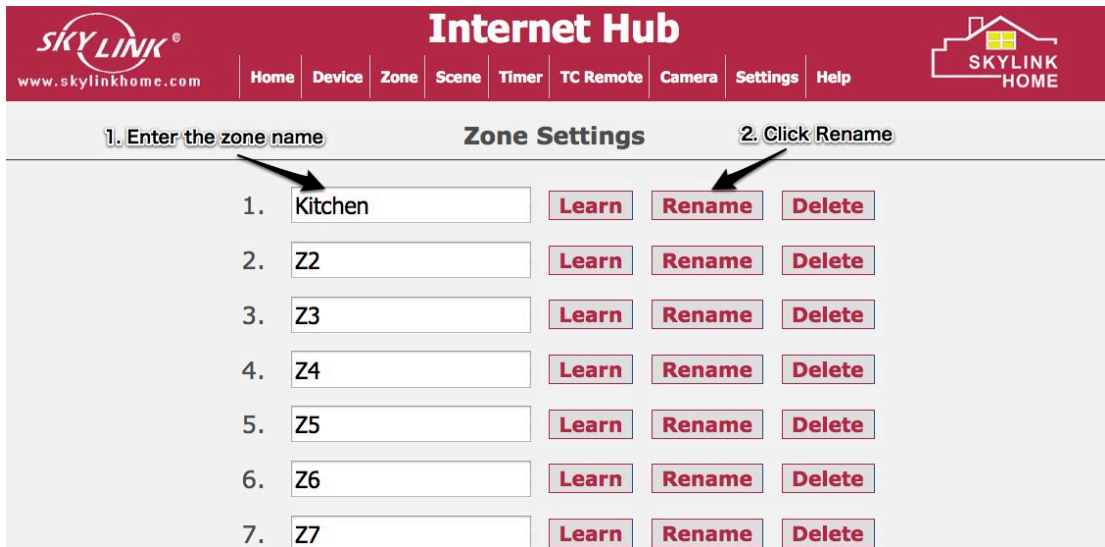 SKYLINK®
www.skylinkhome.com
Internet Hub
Home Device Zone Scene Timer TC Remote Camera Settings Help
SKYLINK
HOME
1. Enter the zone name
Zone Settings
2. Click Rename
1. Kitchen Learn Rename Delete
2. Z2 Learn Rename Delete
3. Z3 Learn Rename Delete
4. Z4 Learn Rename Delete
5. Z5 Learn Rename Delete
6. Z6 Learn Rename Delete
7. Z7 Learn Rename Delete